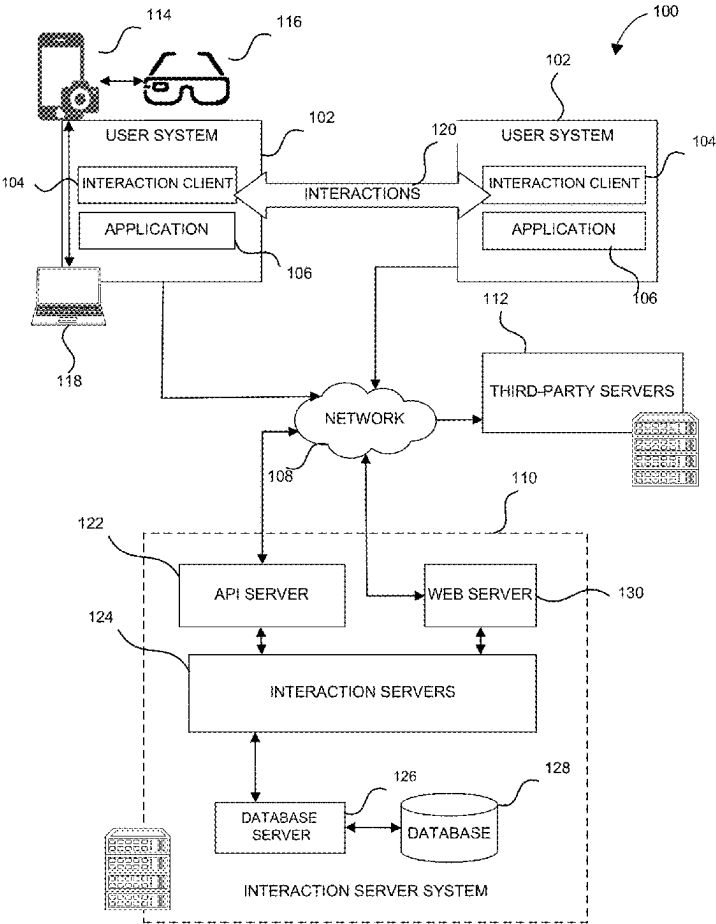 100
114
116
102
102
USER SYSTEM
USER SYSTEM
120
104
104
INTERACTION CLIENT
INTERACTION CLIENT
INTERACTIONS
APPLICATION
APPLICATION
106
106
118
112
THIRD-PARTY SERVERS
NETWORK
108
110
122
API SERVER
WEB SERVER
130
124
INTERACTION SERVERS
126
128
DATABASE
SERVER
DATABASE
INTERACTION SERVER SYSTEM